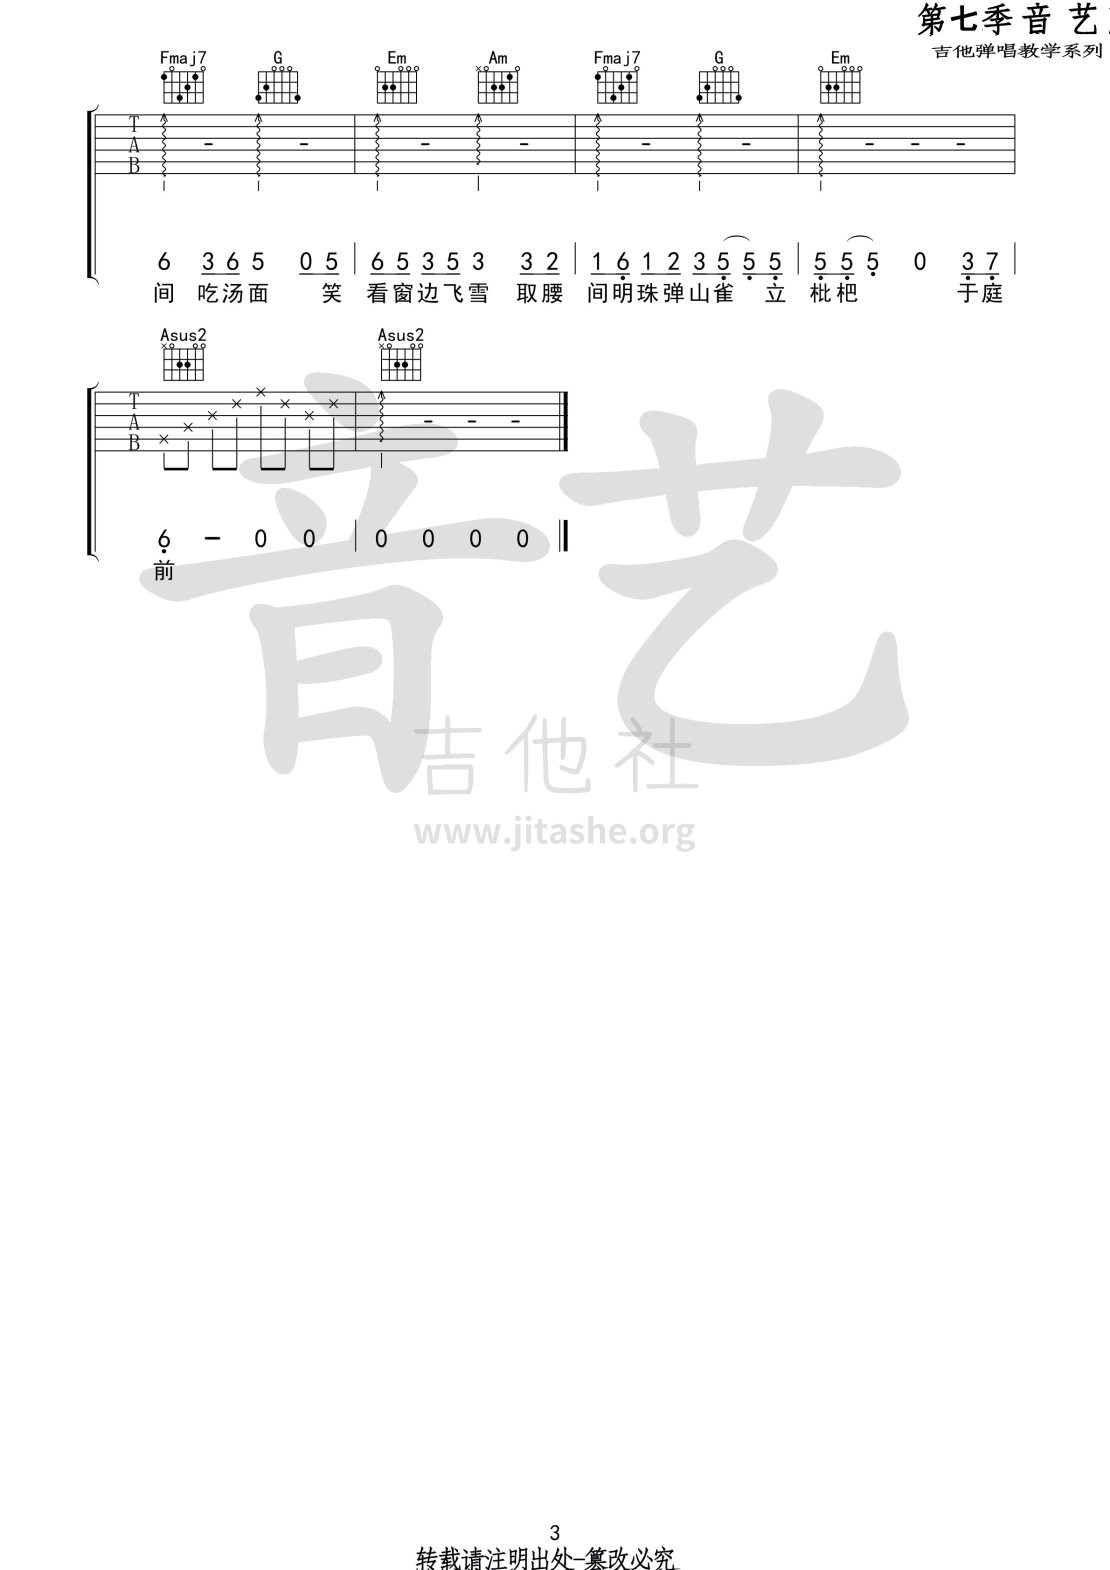 第七季音 艺
吉他弹唱教学系列
Fmaj7 G Em Am Fmaj7 G Em
T
A
B
6 3 6 5 0 5 6 5 3 5 3 3 2 1 6 1 2 3 5 5 5 5 5 5 0 3 7
间 吃汤面 笑 看窗边飞雪 取腰 间明珠弹山雀 立 枇杷 于庭
Asus2 Asus2
T
A
B
6 - 0 0 0 0 0 0
前
音艺
吉他社
www.jitashe.org
3
转载请注明出处-篡改必究